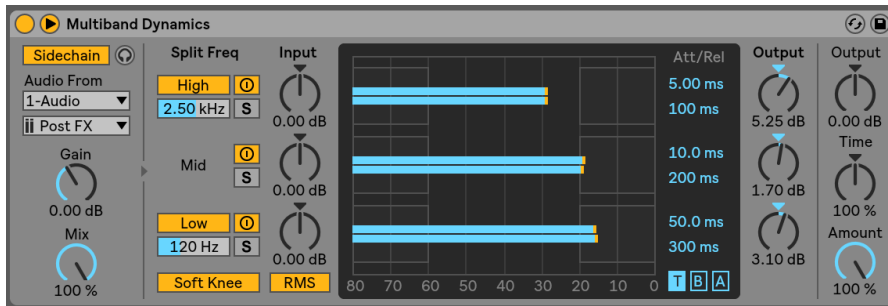 Multiband Dynamics
Sidechain
Audio From
1-Audio
Post FX
Gain
0.00 dB
Mix
100 %
Split Freq
High
2.50 kHz
S
Mid
S
Low
120 Hz
S
Soft Knee
Input
0.00 dB
0.00 dB
0.00 dB
RMS
80 70 60 50 40 30 20 10 0
Att/Rel
5.00 ms
100 ms
10.0 ms
200 ms
50.0 ms
300 ms
T B A
Output
5.25 dB
1.70 dB
3.10 dB
Output
0.00 dB
Time
100 %
Amount
100 %